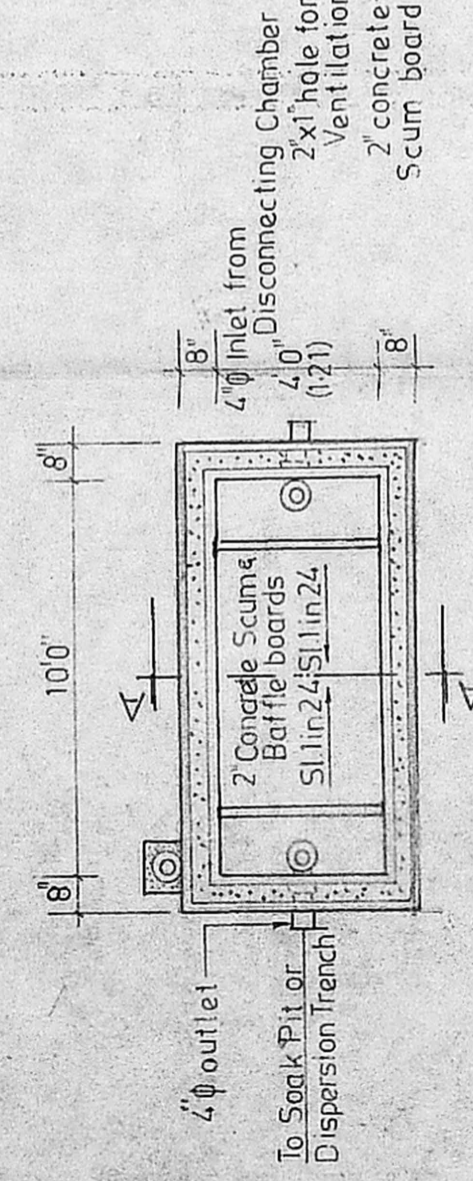 8"
10'0"
8"
A
A
4"ϕ outlet
To Soak Pit or
Dispersion Trench
2" Concrete Scum &
Baffle boards
Sl.1in24 Sl.1in24
8"
4'0"
(1·21)
8"
4"ϕ Inlet from
Disconnecting Chamber
2"x1" hole for
Ventilation
2" concrete
Scum board